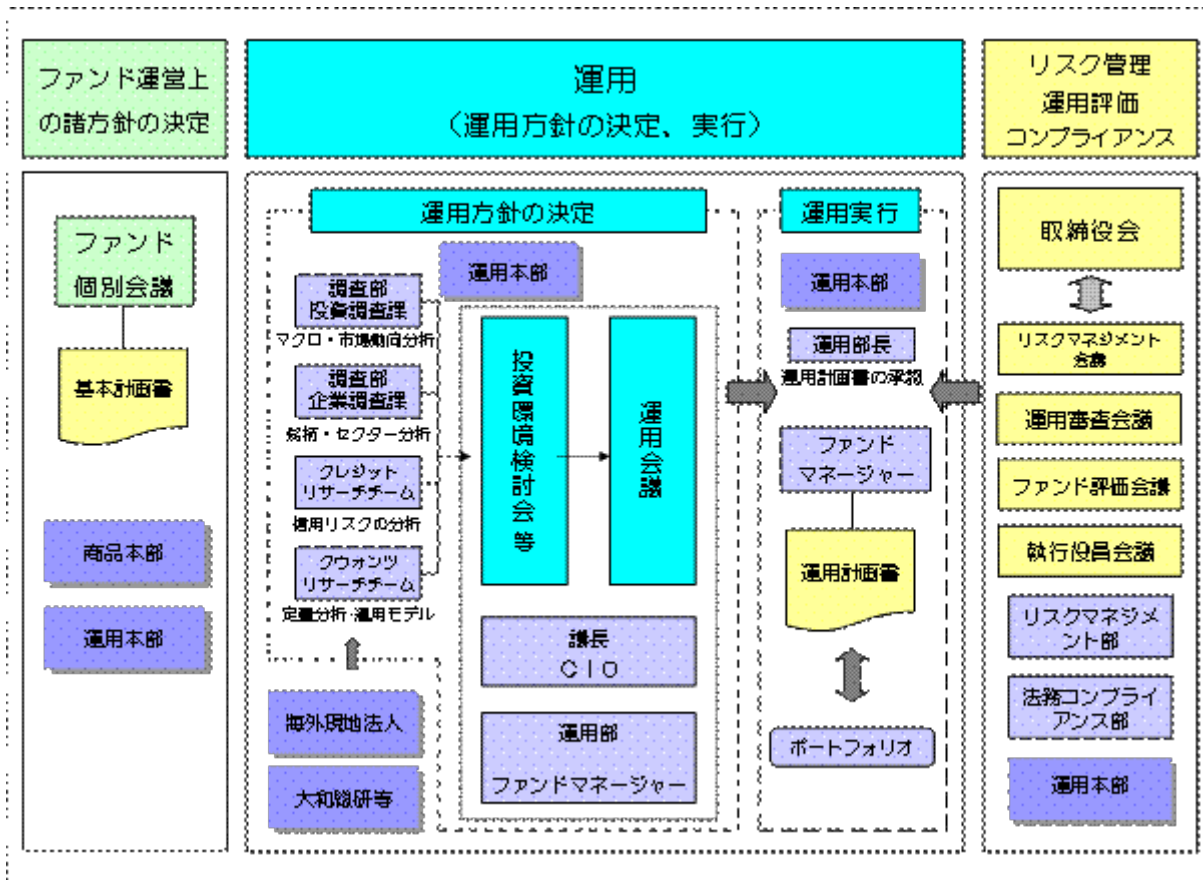 ファンド運営上
の諸方針の決定
運用
（運用方針の決定、実行）
リスク管理
運用評価
コンプライアンス
ファンド
個別会議
基本計画書
商品本部
運用本部
運用方針の決定
運用本部
調査部
投資調査課
マクロ・市場動向分析
調査部
企業調査課
銘柄・セクター分析
クレジット
リサーチチーム
信用リスクの分析
クウォンツ
リサーチチーム
定量分析・運用モデル
海外現地法人
大和総研等
投資環境検討会等
運用会議
議長
ＣＩＯ
運用部
ファンドマネージャー
運用実行
運用本部
運用部長
運用計画書の承認
ファンド
マネージャー
運用計画書
ポートフォリオ
取締役会
リスクマネジメント
会議
運用審査会議
ファンド評価会議
執行役員会議
リスクマネジメ
ント部
法務コンプライ
アンス部
運用本部